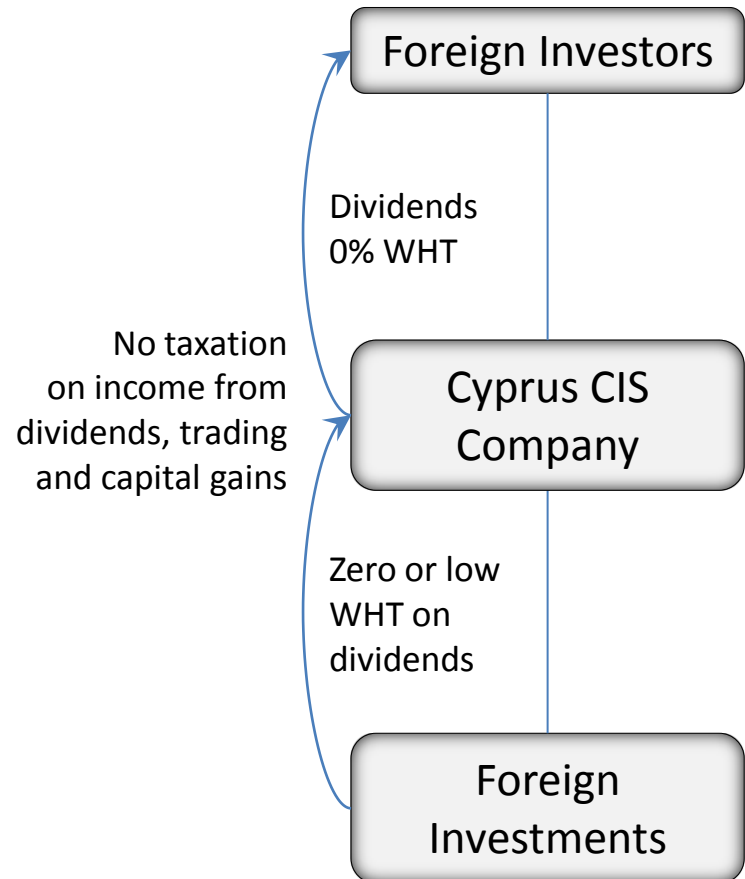 Foreign Investors
Dividends
0% WHT
No taxation
on income from
dividends, trading
and capital gains
Cyprus CIS
Company
Zero or low
WHT on
dividends
Foreign
Investments